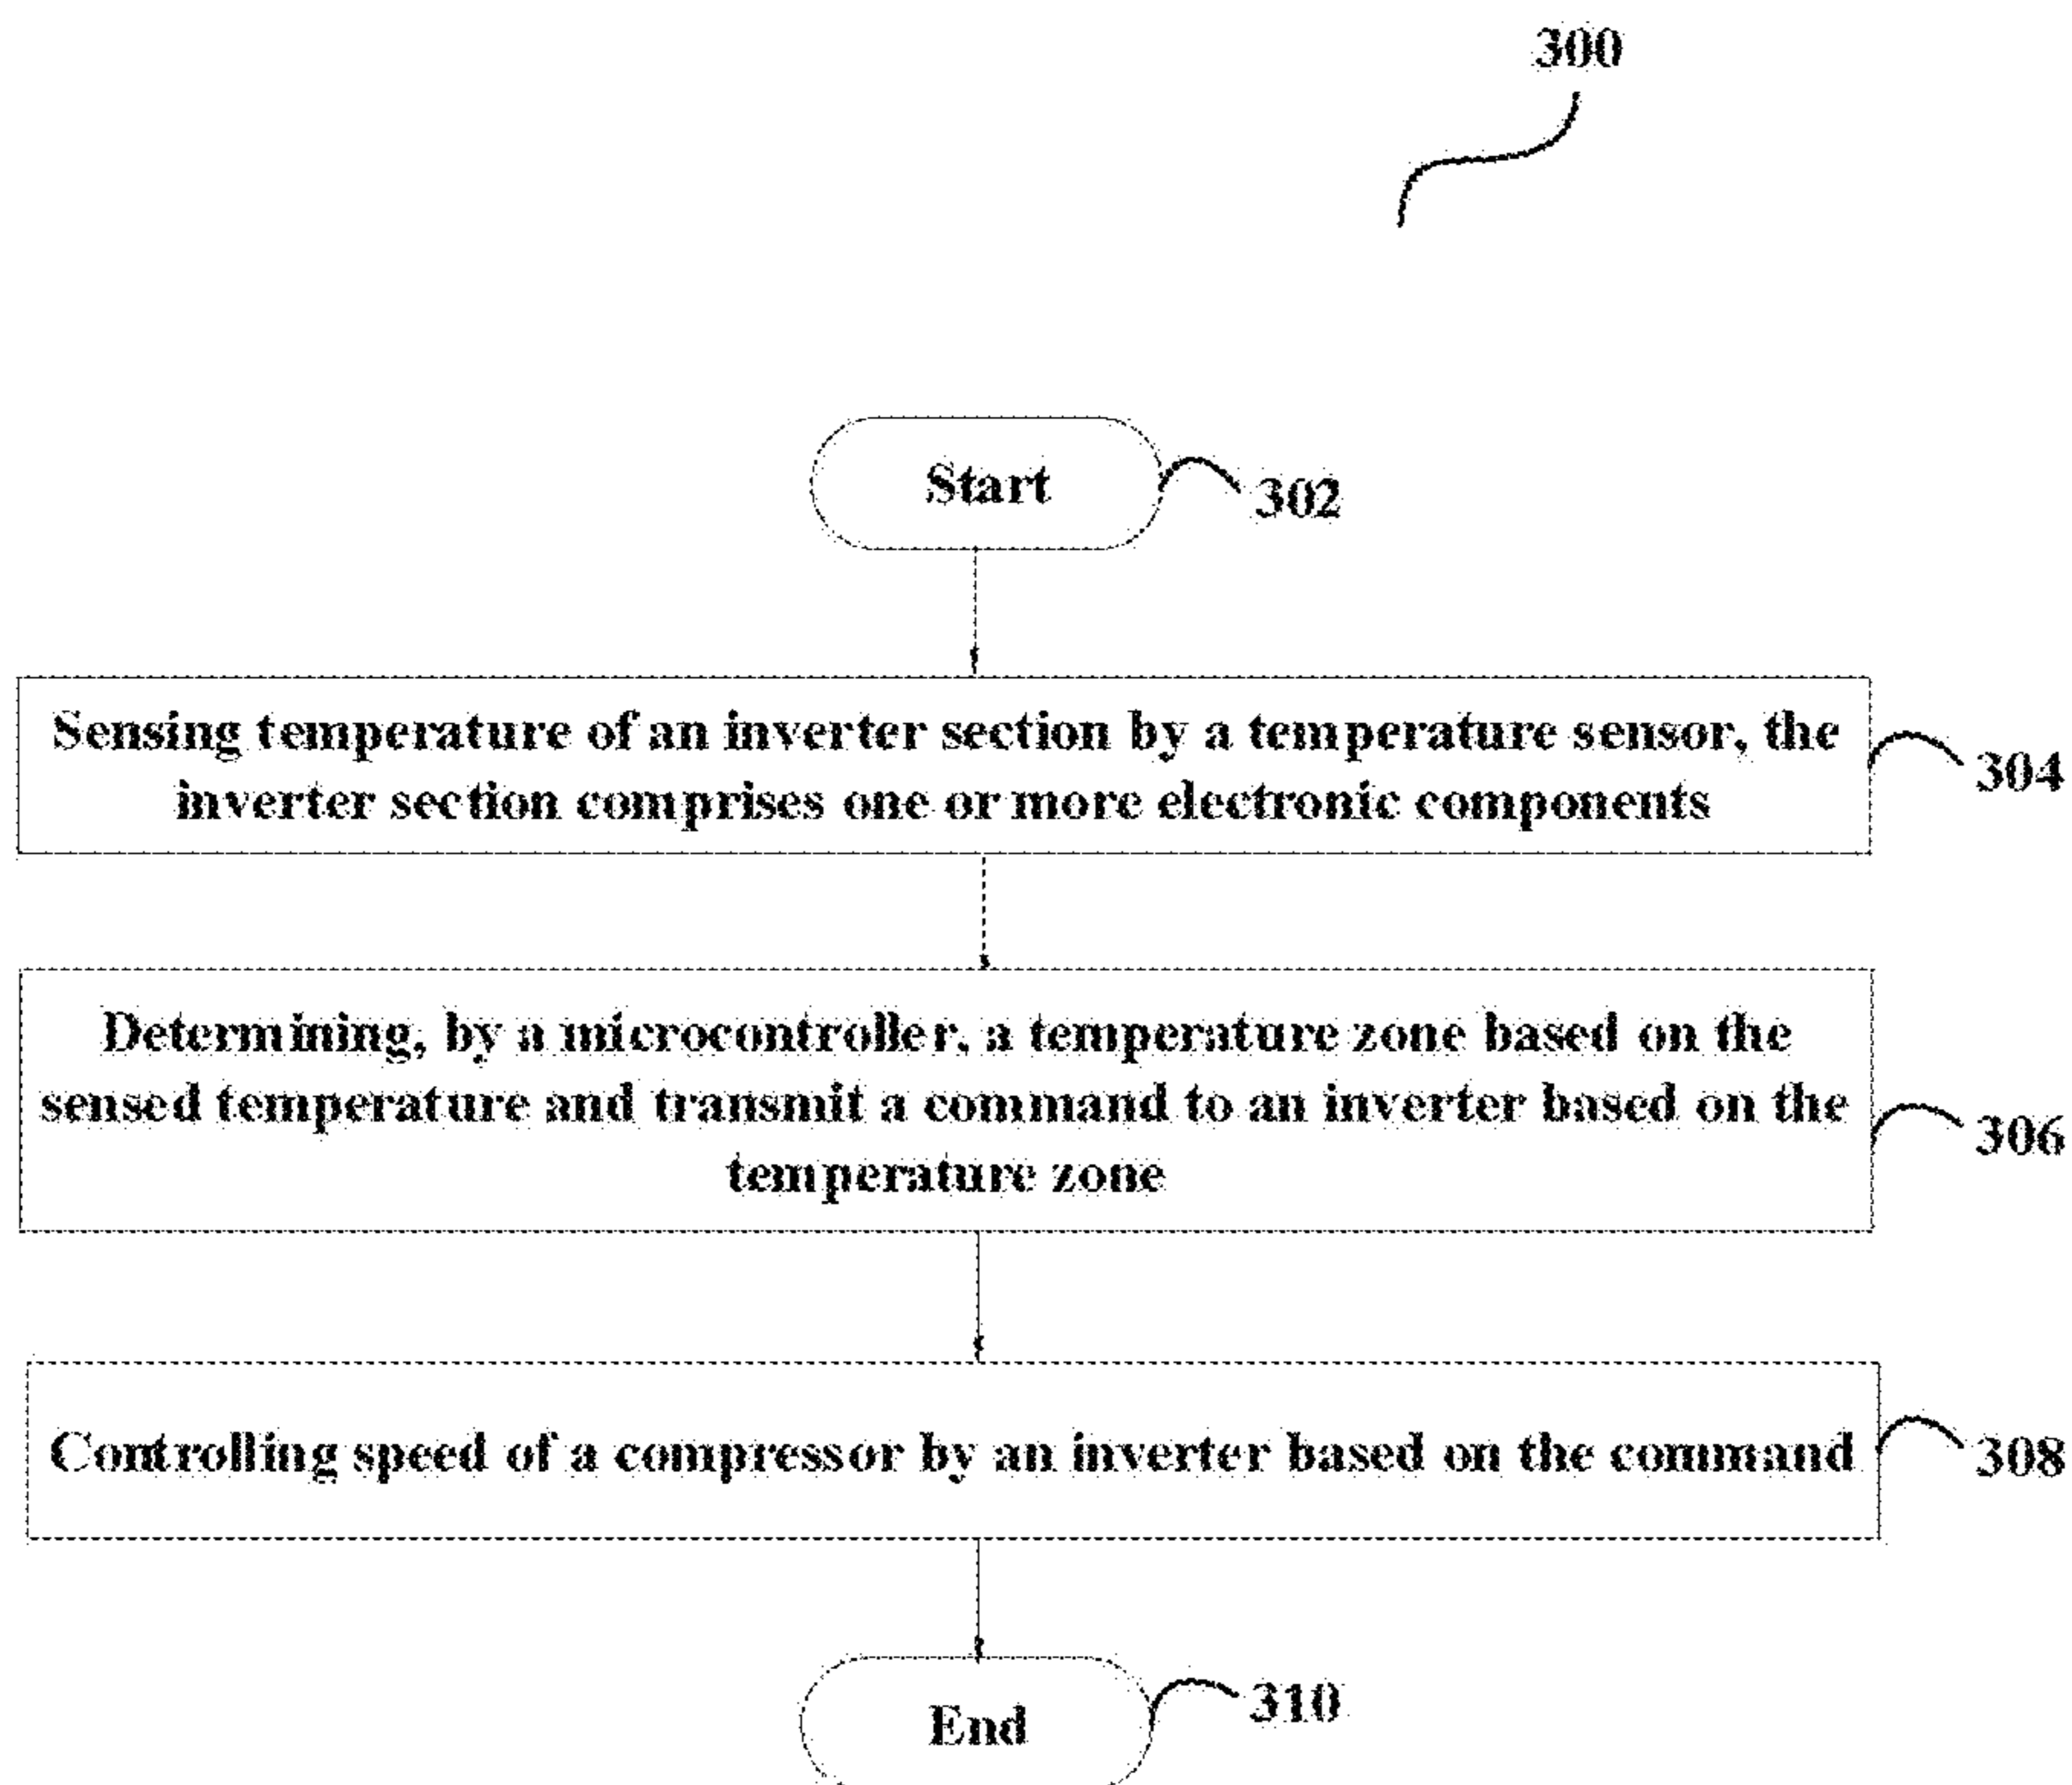 300
Start
302
Sensing temperature of an inverter section by a temperature sensor, the
inverter section comprises one or more electronic components
304
Determining, by a microcontroller, a temperature zone based on the
sensed temperature and transmit a command to an inverter based on the
temperature zone
306
Controlling speed of a compressor by an inverter based on the command
308
End
310